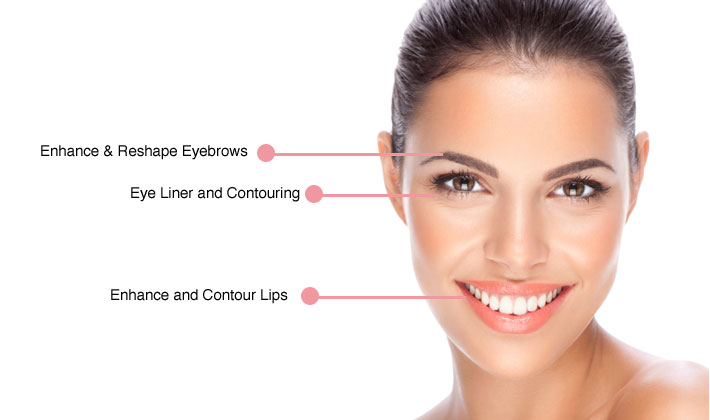 Enhance & Reshape Eyebrows
Eye Liner and Contouring
Enhance and Contour Lips